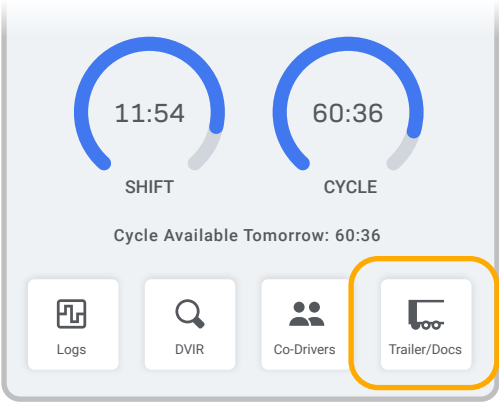 11:54
60:36
SHIFT
CYCLE
Cycle Available Tomorrow: 60:36
Logs
DVIR
Co-Drivers
Trailer/Docs